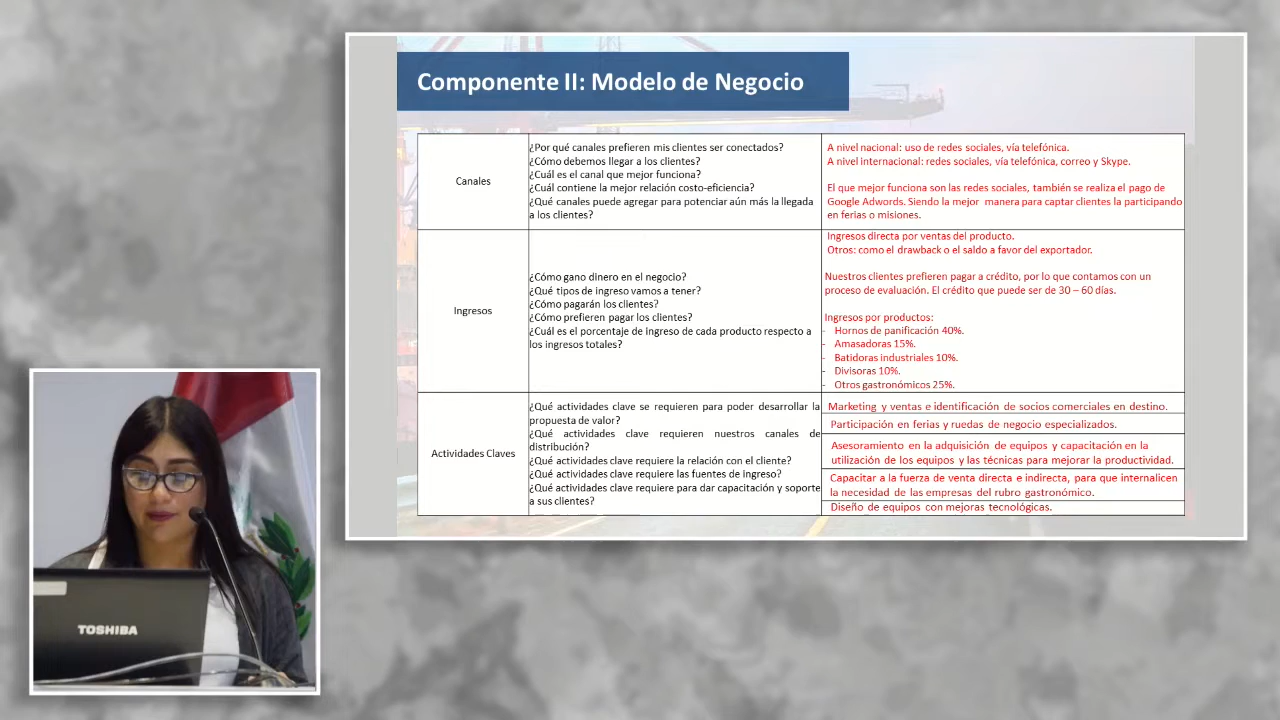 Componente II: Modelo de Negocio
Canales
¿Por qué canales prefieren mis clientes ser conectados?
¿Cómo debemos llegar a los clientes?
¿Cuál es el canal que mejor funciona?
¿Cuál contiene la mejor relación costo-eficiencia?
¿Qué canales puede agregar para potenciar aún más la llegada
a los clientes?
A nivel nacional: uso de redes sociales, vía telefónica.
A nivel internacional: redes sociales, vía telefónica, correo y Skype.
El que mejor funciona son las redes sociales, también se realiza el pago de
Google Adwords. Siendo la mejor manera para captar clientes la participando
en ferias o misiones.
Ingresos
¿Cómo gano dinero en el negocio?
¿Qué tipos de ingreso vamos a tener?
¿Cómo pagarán los clientes?
¿Cómo prefieren pagar los clientes?
¿Cuál es el porcentaje de ingreso de cada producto respecto a
los ingresos totales?
Ingresos directa por ventas del producto.
Otros: como el drawback o el saldo a favor del exportador.
Nuestros clientes prefieren pagar a crédito, por lo que contamos con un
proceso de evaluación. El crédito que puede ser de 30 – 60 días.
Ingresos por productos:
- Hornos de panificación 40%.
- Amasadoras 15%.
- Batidoras industriales 10%.
- Divisoras 10%.
- Otros gastronómicos 25%.
Actividades Claves
¿Qué actividades clave se requieren para poder desarrollar la
propuesta de valor?
¿Qué actividades clave requieren nuestros canales de
distribución?
¿Qué actividades clave requiere la relación con el cliente?
¿Qué actividades clave requieren las fuentes de ingreso?
¿Qué actividades clave requiere para dar capacitación y soporte
a sus clientes?
Marketing y ventas e identificación de socios comerciales en destino.
Participación en ferias y ruedas de negocio especializados.
Asesoramiento en la adquisición de equipos y capacitación en la
utilización de los equipos y las técnicas para mejorar la productividad.
Capacitar a la fuerza de venta directa e indirecta, para que internalicen
la necesidad de las empresas del rubro gastronómico.
Diseño de equipos con mejoras tecnológicas.
TOSHIBA